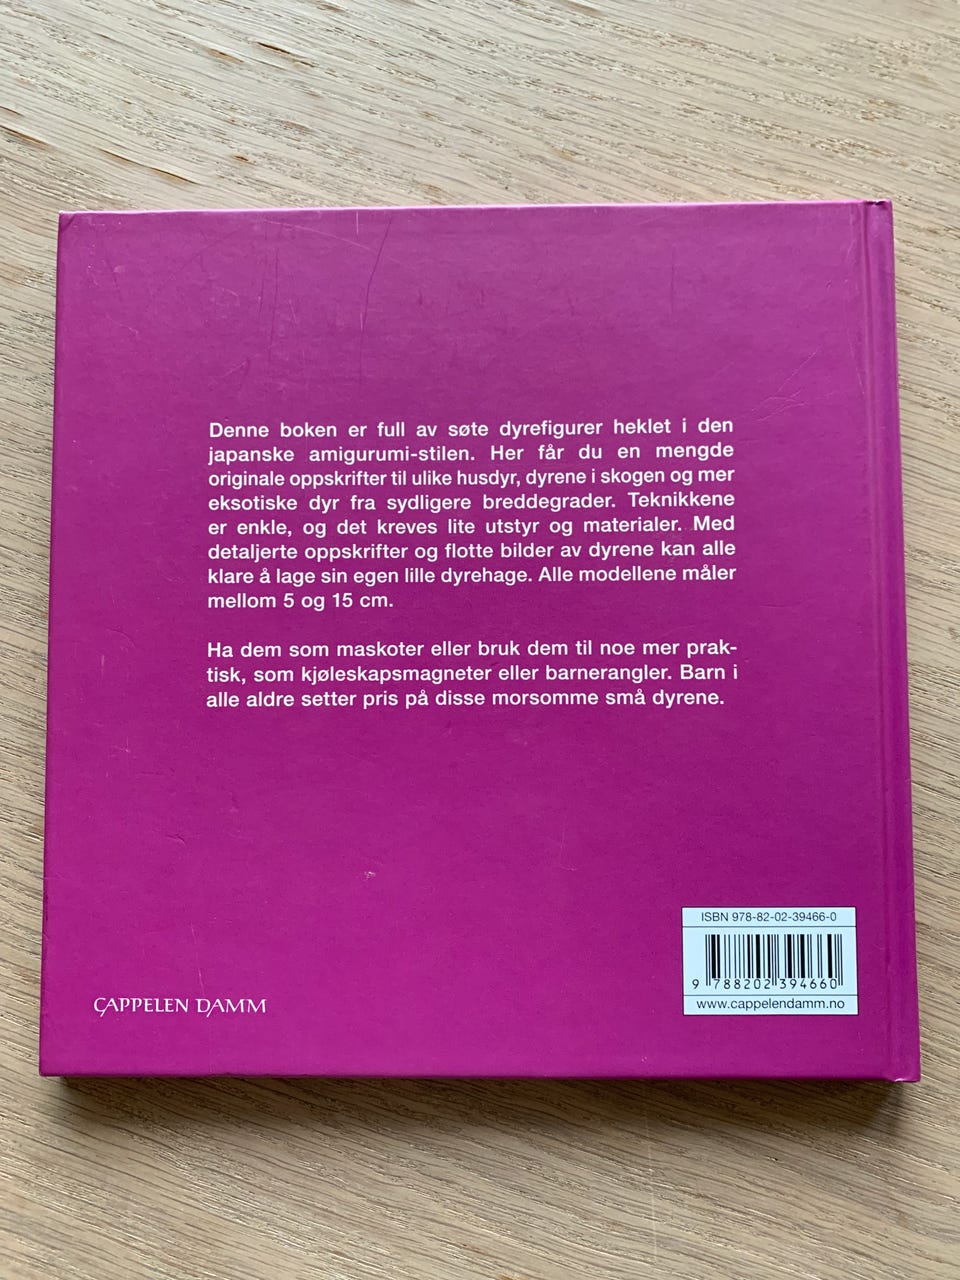 Denne boken er full av søte dyrefigurer heklet i den
japanske amigurumi-stilen. Her får du en mengde
originale oppskrifter til ulike husdyr, dyrene i skogen og mer
eksotiske dyr fra sydligere breddegrader. Teknikkene
er enkle, og det kreves lite utstyr og materialer. Med
detaljerte oppskrifter og flotte bilder av dyrene kan alle
klare å lage sin egen lille dyrehage. Alle modellene måler
mellom 5 og 15 cm.
Ha dem som maskoter eller bruk dem til noe mer prak-
tisk, som kjøleskapsmagneter eller barnerangler. Barn i
alle aldre setter pris på disse morsomme små dyrene.
ISBN 978-82-02-39466-0
9 788202 394660
www.cappelendamm.no
CAPPELEN DAMM